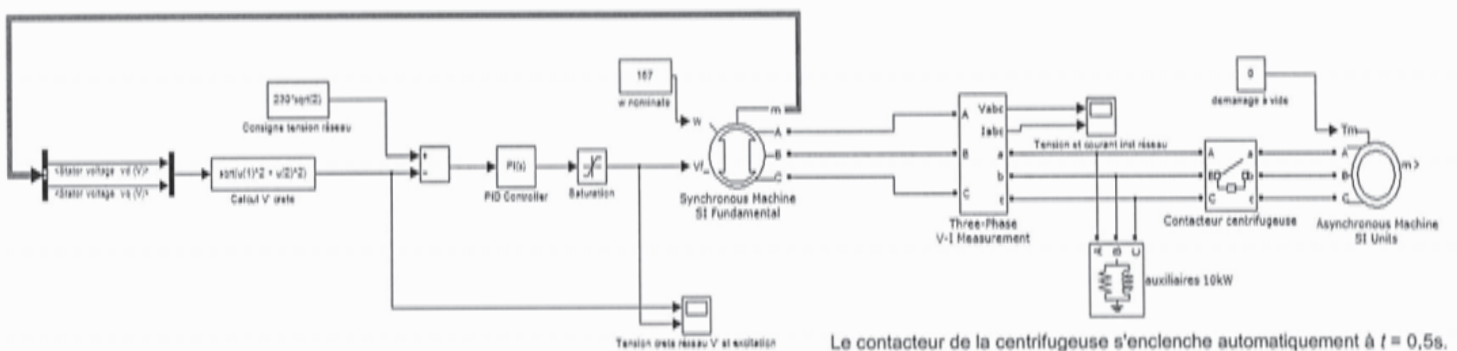 <Stator voltage vd (V)>
<Stator voltage vq (V)>
sqrt(u(1)^2 + u(2)^2)
Calcul V crete
230*sqrt(2)
Consigne tension réseau
+
-
PI(s)
PID Controller
Saturation
167
w nominale
w
Vf_
m
A
B
C
Synchronous Machine
SI Fundamental
Tension crete réseau V et excitation
A
B
C
Vabc
Iabc
a
b
c
Three-Phase
V-I Measurement
Tension et courant inst réseau
A
B
C
auxiliaires 10kW
A
B
C
a
b
c
Contacteur centrifugeuse
0
demarrage à vide
Tm
A
B
C
m
Asynchronous Machine
SI Units
Le contacteur de la centrifugeuse s'enclenche automatiquement à t = 0,5s.